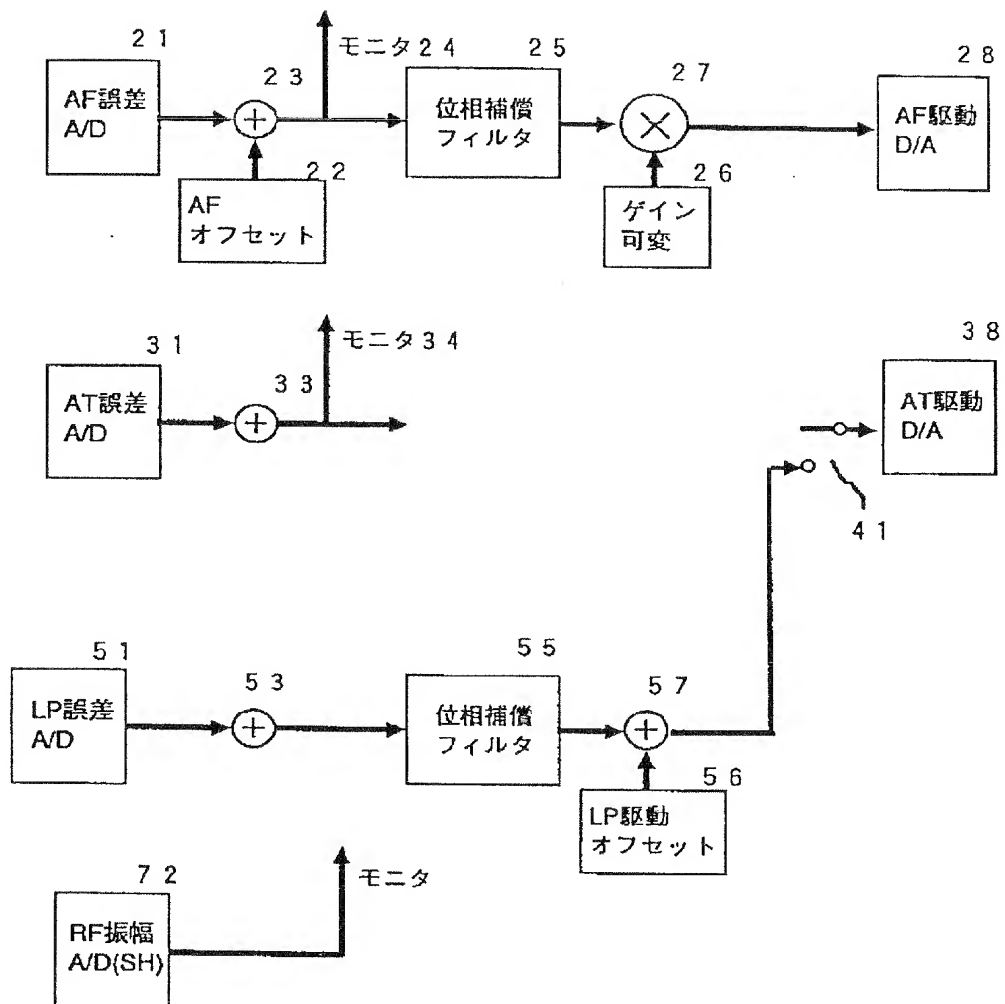 21
AF誤差
A/D
23
モニタ24
25
位相補償
フィルタ
27
28
AF駆動
D/A
22
AF
オフセット
26
ゲイン
可変
31
AT誤差
A/D
33
モニタ34
38
AT駆動
D/A
41
51
LP誤差
A/D
53
55
位相補償
フィルタ
57
56
LP駆動
オフセット
72
RF振幅
A/D(SH)
モニタ